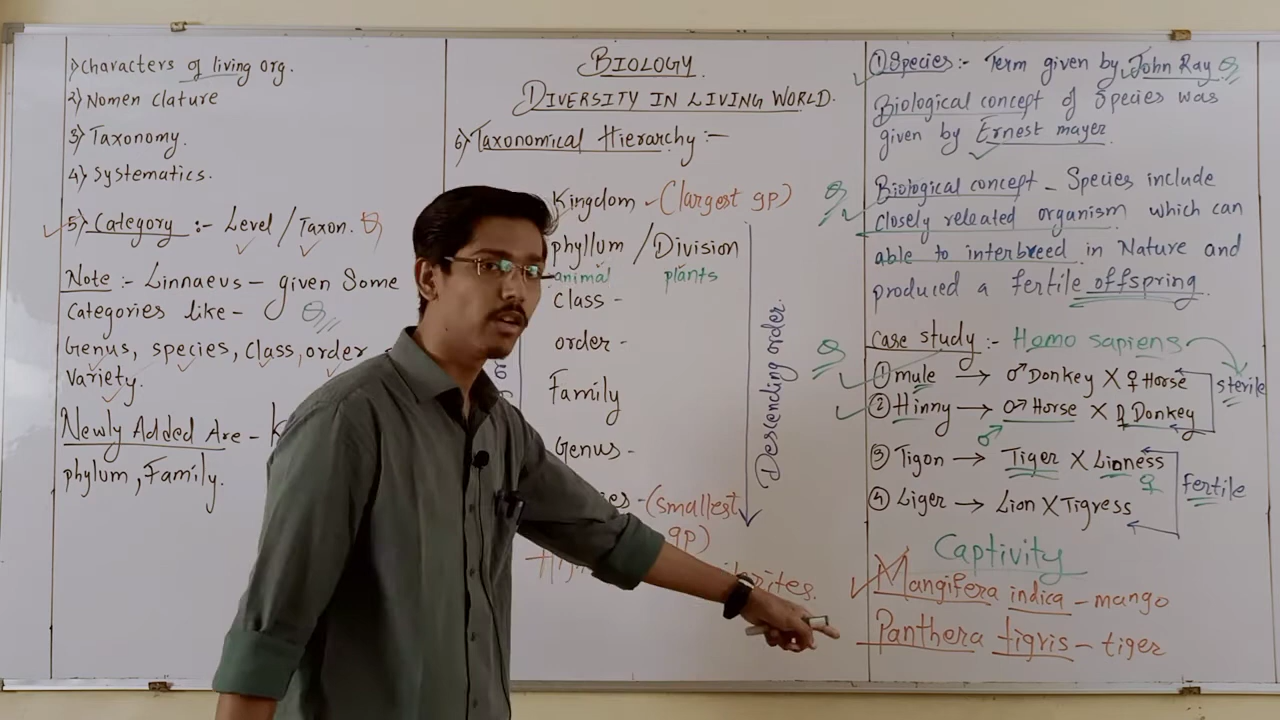 1) Characters of living org.
2) Nomen clature
3) Taxonomy.
4) Systematics.
5) Category :- Level / Taxon. Q
Note :- Linnaeus - given Some
categories like - Q
Genus, species, Class, order
Variety.
Newly Added Are - K
phylum, Family.
BIOLOGY
DIVERSITY IN LIVING WORLD.
6) Taxonomical Hierarchy :-
Kingdom - (largest gp)
phyllum / Division
animal plants
Class -
order -
Family
Genus -
(smallest
gp)
Descending order.
① Species :- Term given by John Ray Q
Biological concept of Species was
given by Ernest mayer
Q Biological concept - Species include
closely releated organism which can
able to interbreed in Nature and
produced a fertile offspring.
Case study :- Homo sapiens
Q
① mule → ♂ Donkey X ♀ Horse
sterile
② Hinny → ♂ Horse X ♀ Donkey
♂
③ Tigon → Tiger X Lioness
♀
fertile
④ Liger → Lion X Tigress
Captivity
Mangifera indica - mango
Panthera tigris - tiger